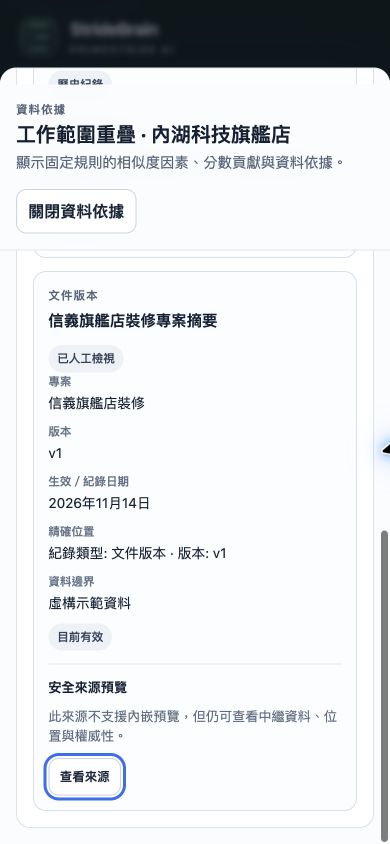 StrideBrain
歷史紀錄
資料依據
工作範圍重疊 · 內湖科技旗艦店
顯示固定規則的相似度因素、分數貢獻與資料依據。
關閉資料依據
文件版本
信義旗艦店裝修專案摘要
已人工檢視
專案
信義旗艦店裝修
版本
v1
生效 / 紀錄日期
2026年11月14日
精確位置
紀錄類型: 文件版本 · 版本: v1
資料邊界
虛構示範資料
目前有效
安全來源預覽
此來源不支援內嵌預覽，但仍可查看中繼資料、位
置與權威性。
查看來源